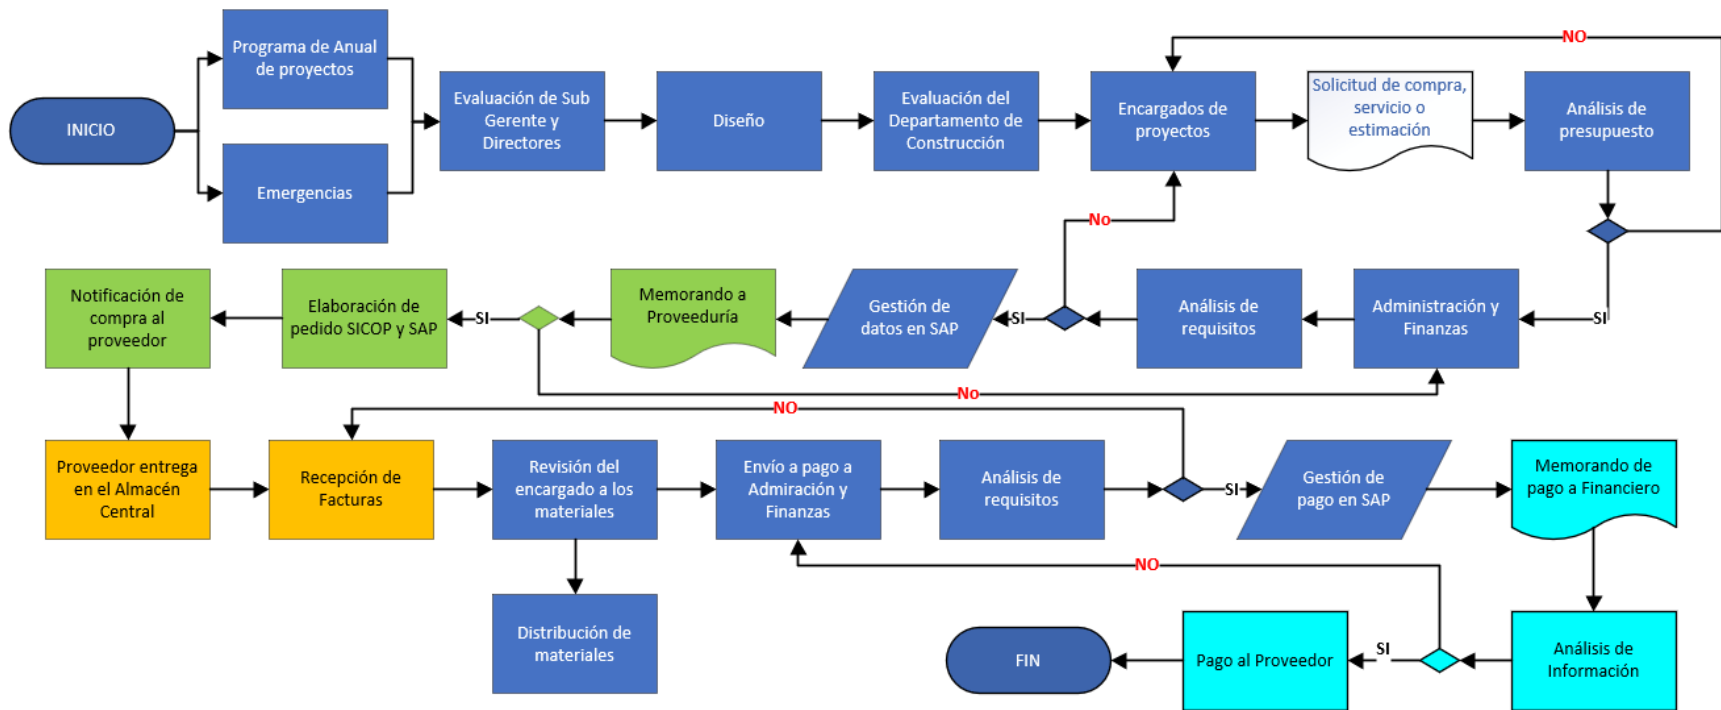 Programa de Anual
de proyectos
NO
INICIO
Evaluación de Sub
Gerente y
Directores
Diseño
Evaluación del
Departamento de
Construcción
Encargados de
proyectos
Solicitud de compra,
servicio o
estimación
Análisis de
presupuesto
Emergencias
No
Notificación de
compra al
proveedor
Elaboración de
pedido SICOP y SAP
SI
Memorando a
Proveeduría
Gestión de
datos en SAP
SI
Análisis de
requisitos
Administración y
Finanzas
SI
No
NO
Proveedor entrega
en el Almacén
Central
Recepción de
Facturas
Revisión del
encargado a los
materiales
Envío a pago a
Admiración y
Finanzas
Análisis de
requisitos
SI
Gestión de
pago en SAP
Memorando de
pago a Financiero
NO
Distribución de
materiales
FIN
Pago al Proveedor
SI
Análisis de
Información